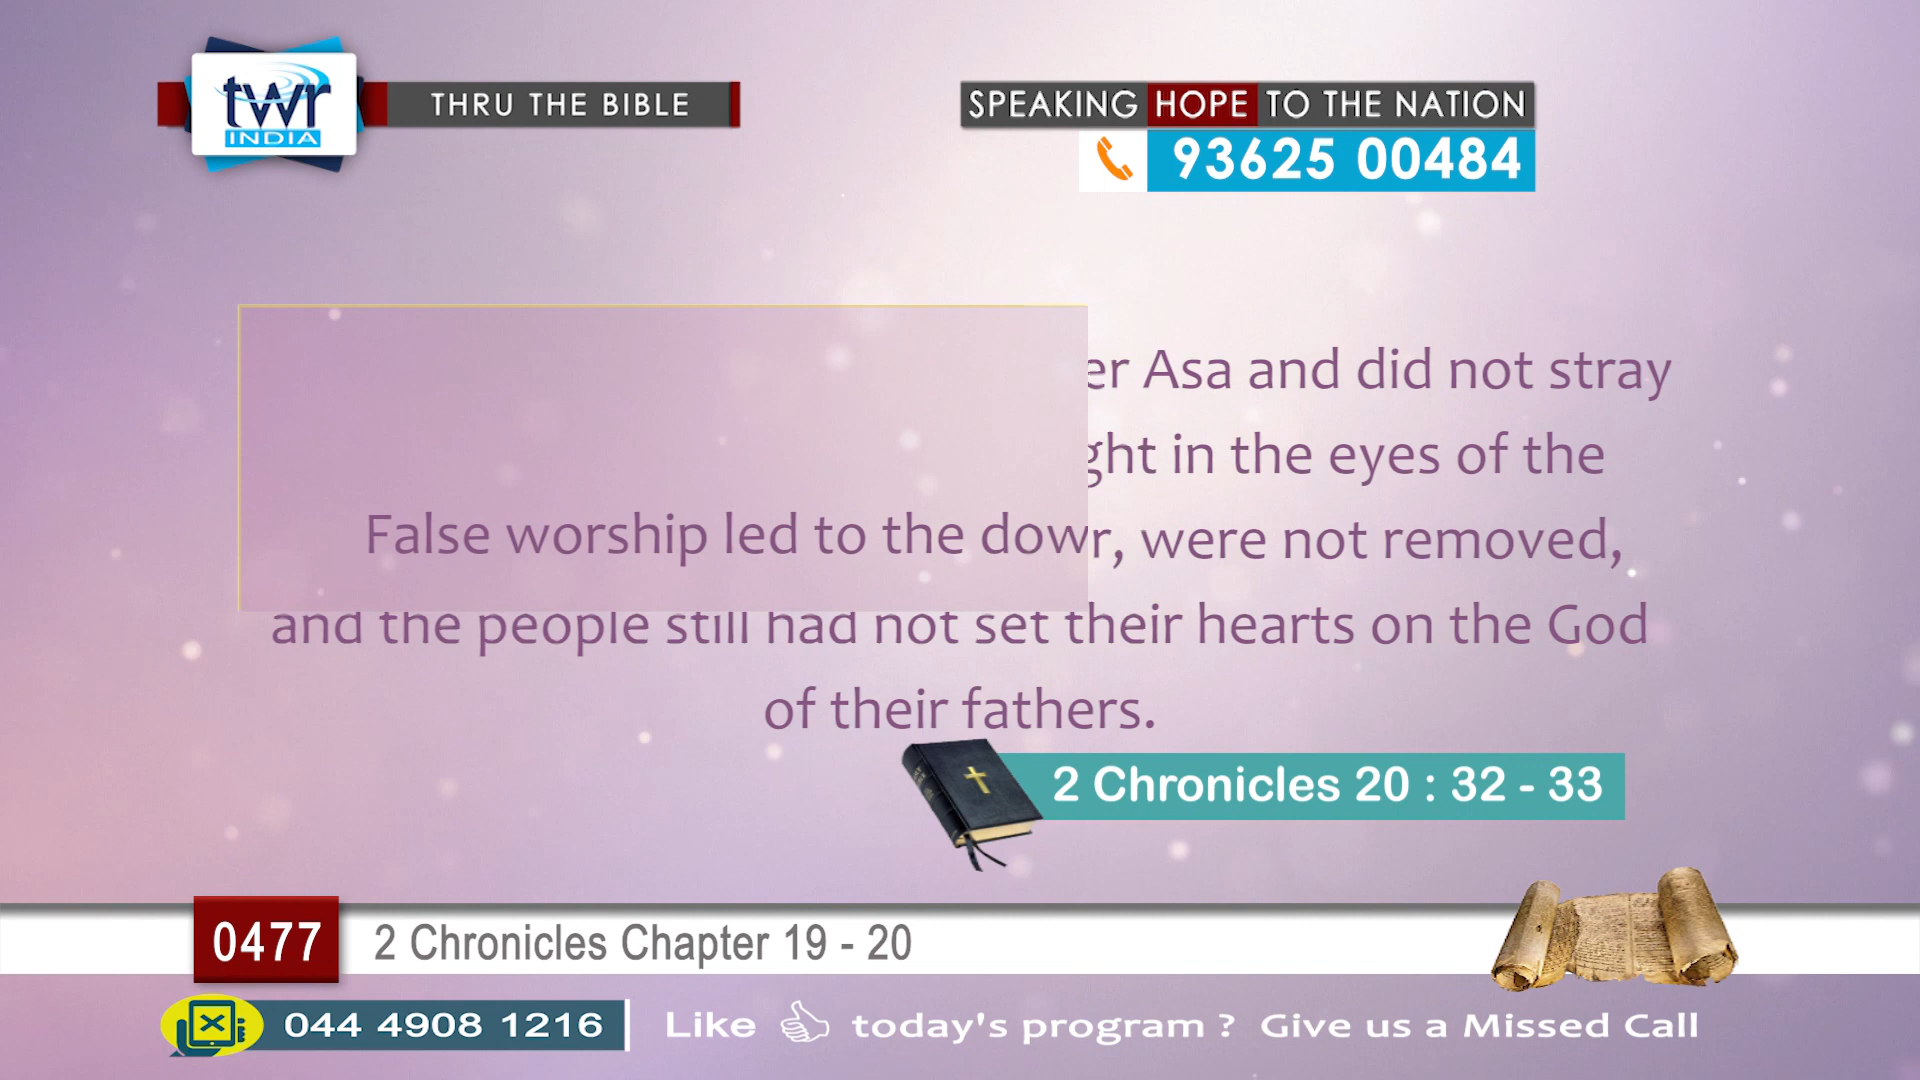 twr
INDIA
THRU THE BIBLE
SPEAKING HOPE TO THE NATION
93625 00484
Asa and did not stray
in the eyes of the
False worship led to the
were not removed,
and the people still had not set their hearts on the God
of their fathers.
2 Chronicles 20 : 32 - 33
0477
2 Chronicles Chapter 19 - 20
044 4908 1216
Like today's program ? Give us a Missed Call